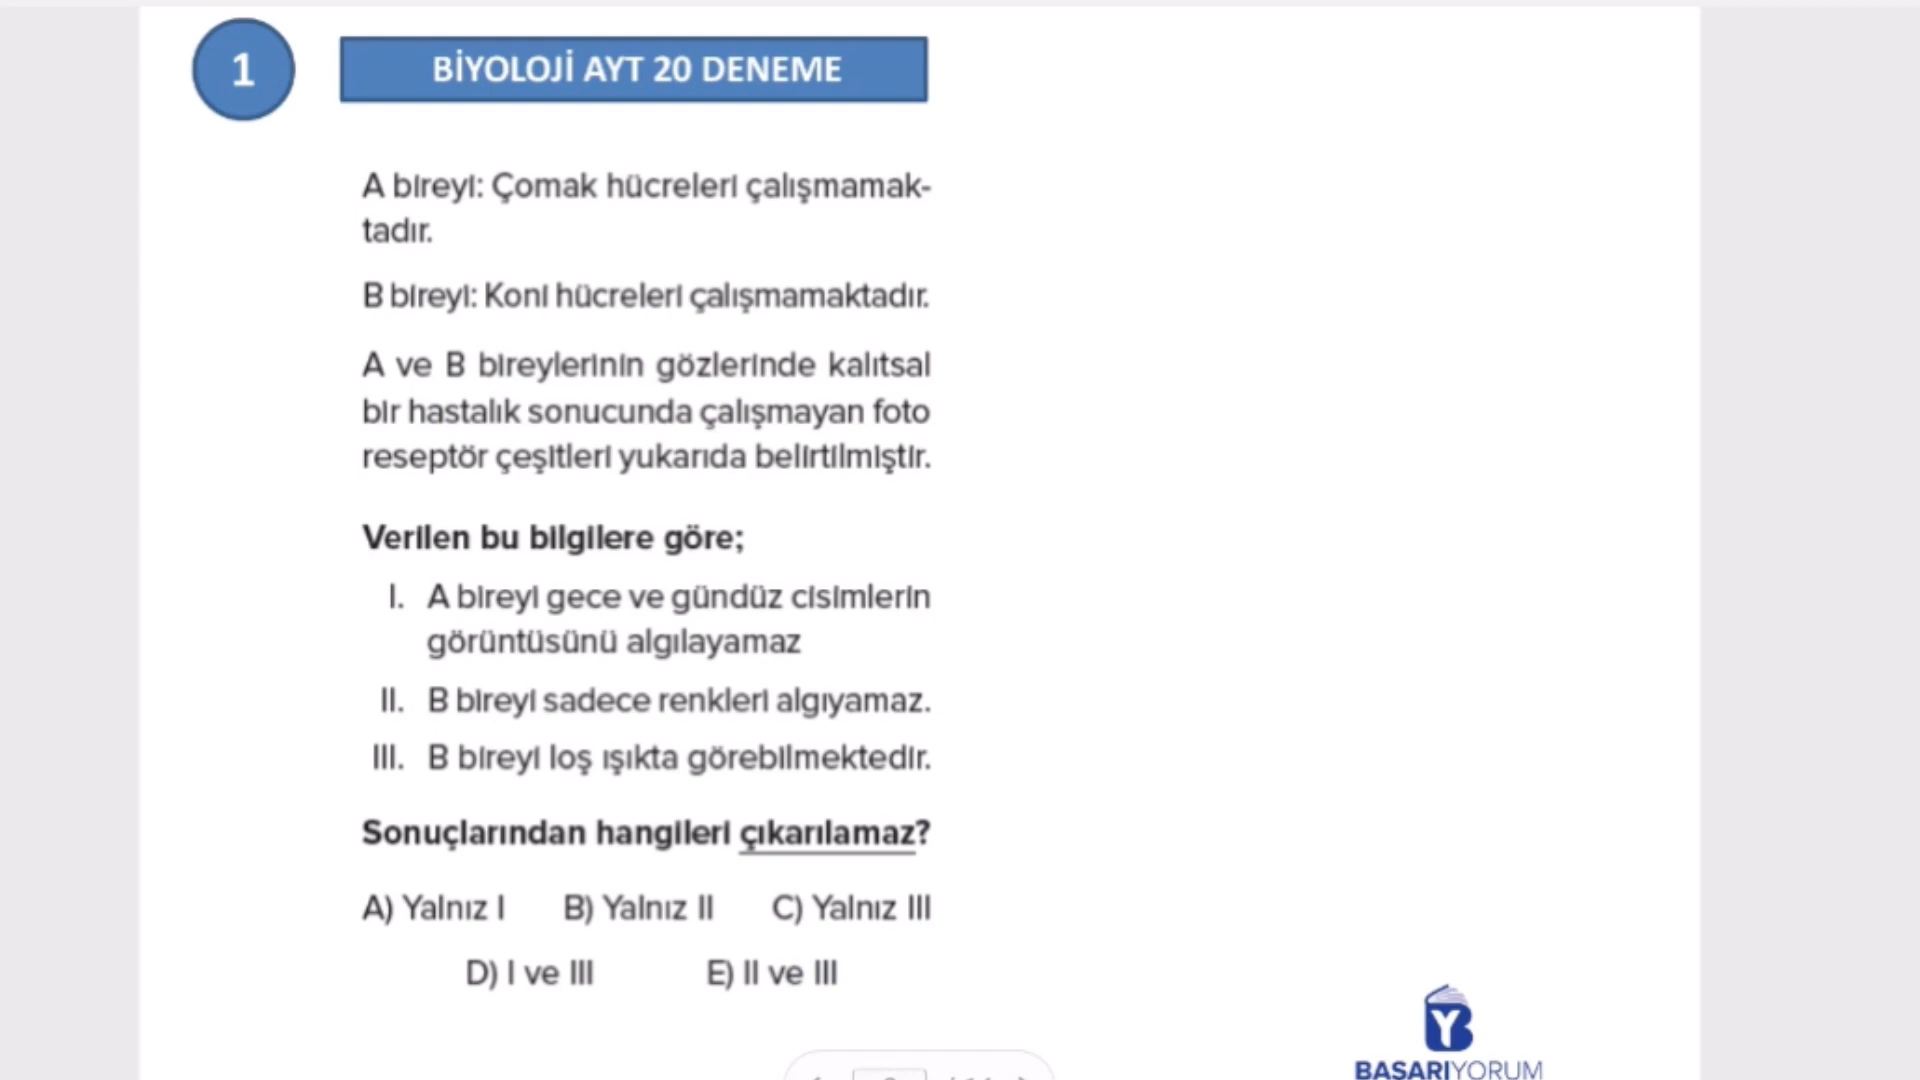 1
BİYOLOJİ AYT 20 DENEME
A bireyi: Çomak hücreleri çalışmamak-
tadır.
B bireyi: Koni hücreleri çalışmamaktadır.
A ve B bireylerinin gözlerinde kalıtsal
bir hastalık sonucunda çalışmayan foto
reseptör çeşitleri yukarıda belirtilmiştir.
Verilen bu bilgilere göre;
I. A bireyi gece ve gündüz cisimlerin
görüntüsünü algılayamaz
II. B bireyi sadece renkleri algıyamaz.
III. B bireyi loş ışıkta görebilmektedir.
Sonuçlarından hangileri çıkarılamaz?
A) Yalnız I B) Yalnız II C) Yalnız III
D) I ve III E) II ve III
BASARIYORUM